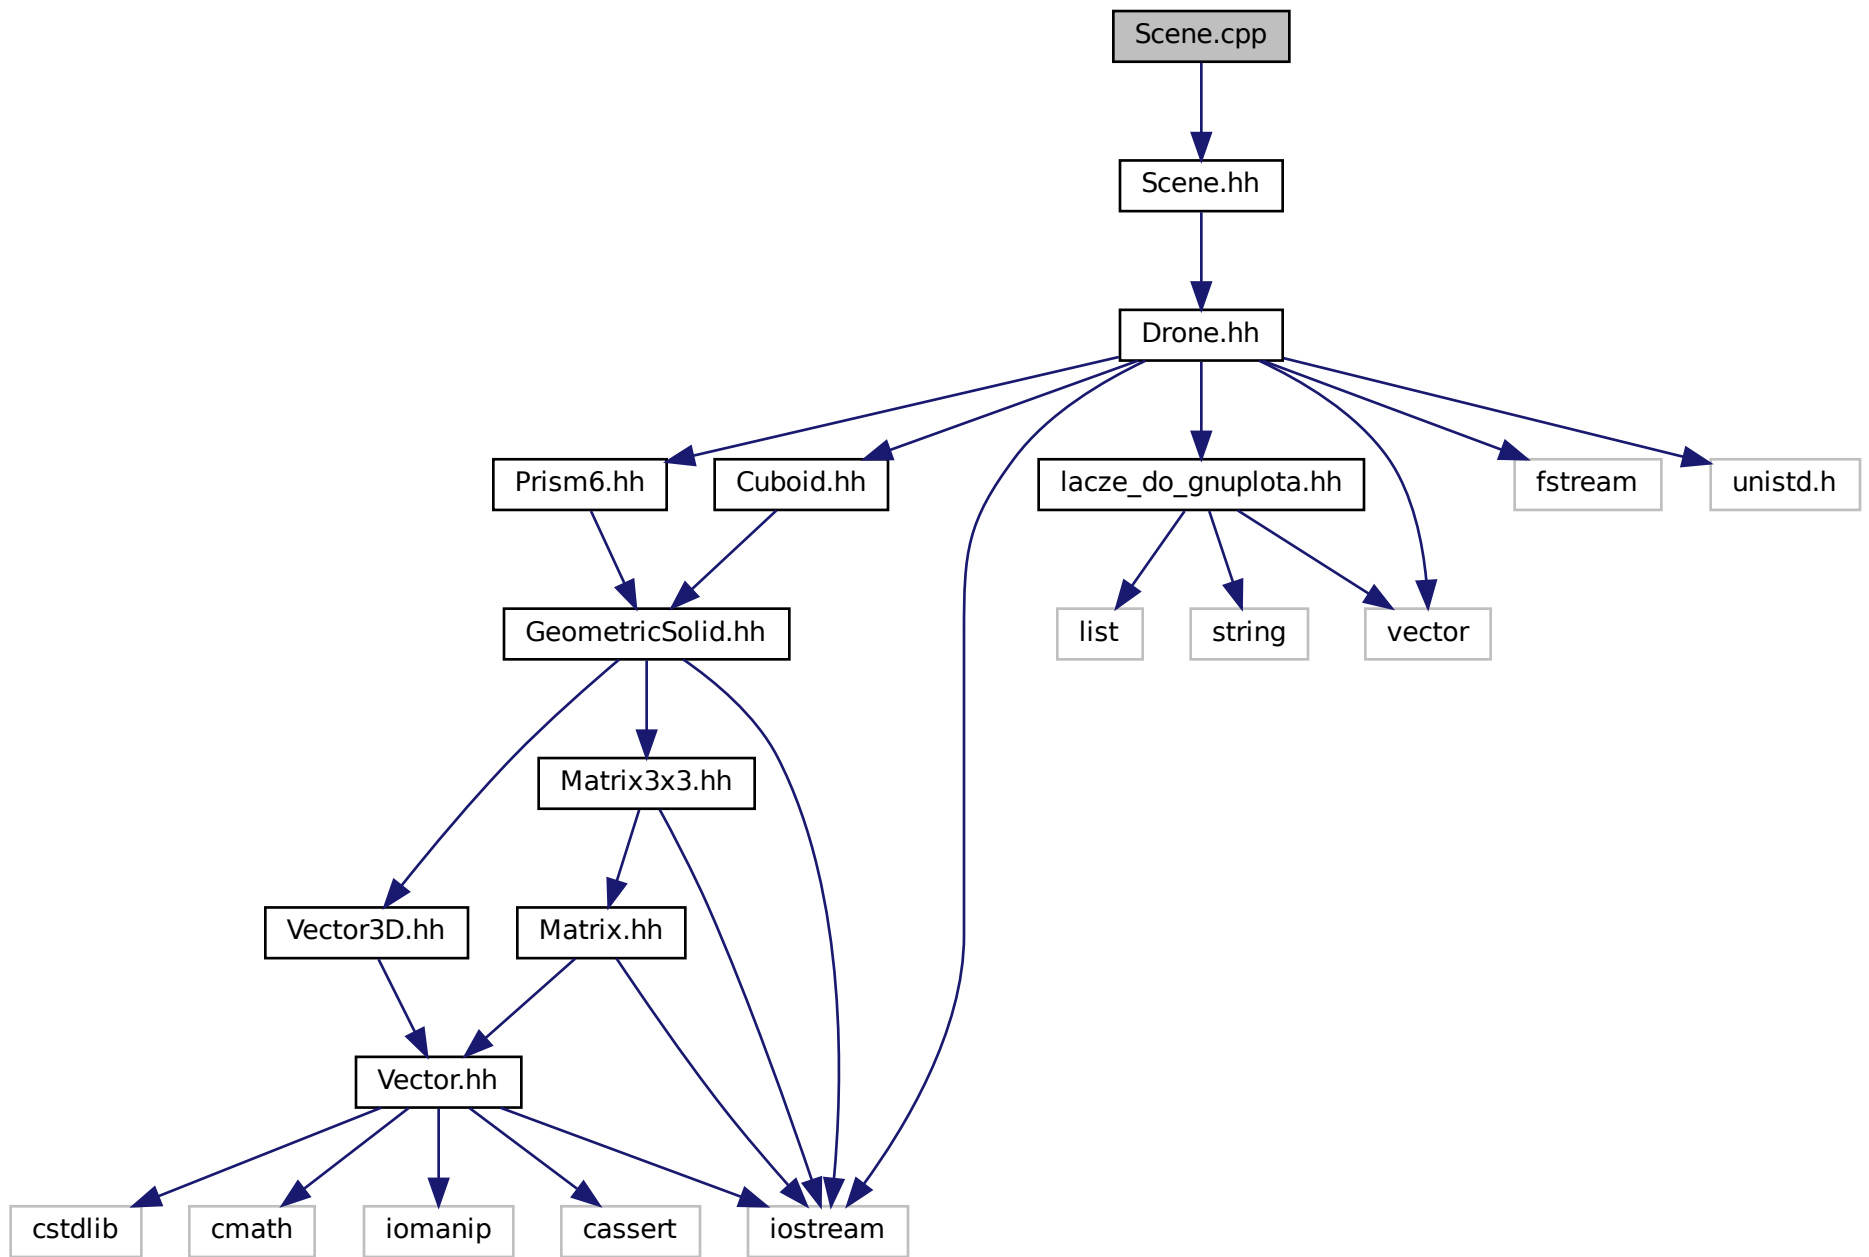 Scene.cpp
Scene.hh
Drone.hh
Prism6.hh
Cuboid.hh
lacze_do_gnuplota.hh
fstream
unistd.h
GeometricSolid.hh
list
string
vector
Matrix3x3.hh
Vector3D.hh
Matrix.hh
Vector.hh
cstdlib
cmath
iomanip
cassert
iostream